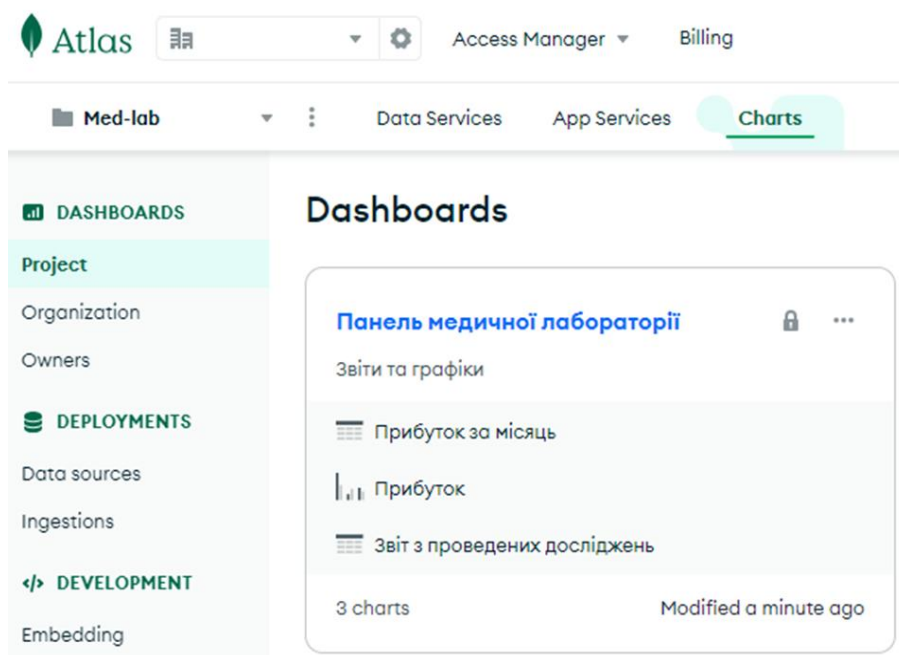 Atlas
Access Manager
Billing
Med-lab
Data Services
App Services
Charts
DASHBOARDS
Project
Organization
Owners
DEPLOYMENTS
Data sources
Ingestions
DEVELOPMENT
Embedding
Dashboards
Панель медичної лабораторії
Звіти та графіки
Прибуток за місяць
Прибуток
Звіт з проведених досліджень
3 charts
Modified a minute ago